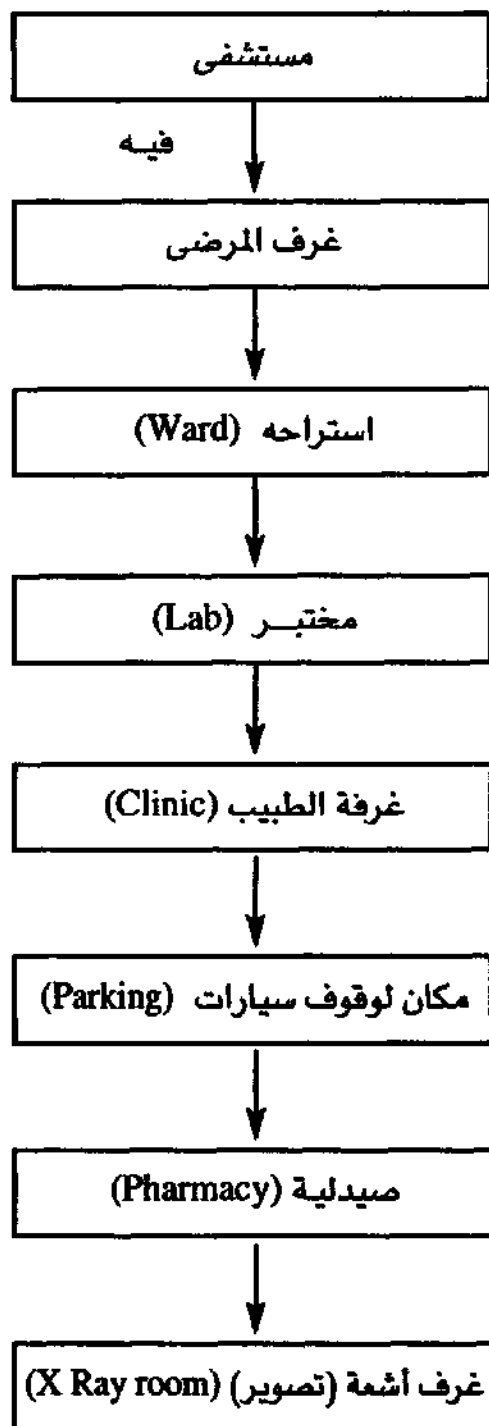 مستشفى
فيه
غرف المرضى
استراحه (Ward)
مختبر (Lab)
غرفة الطبيب (Clinic)
مكان لوقوف سيارات (Parking)
صيدلية (Pharmacy)
غرف أشعة (تصوير) (X Ray room)